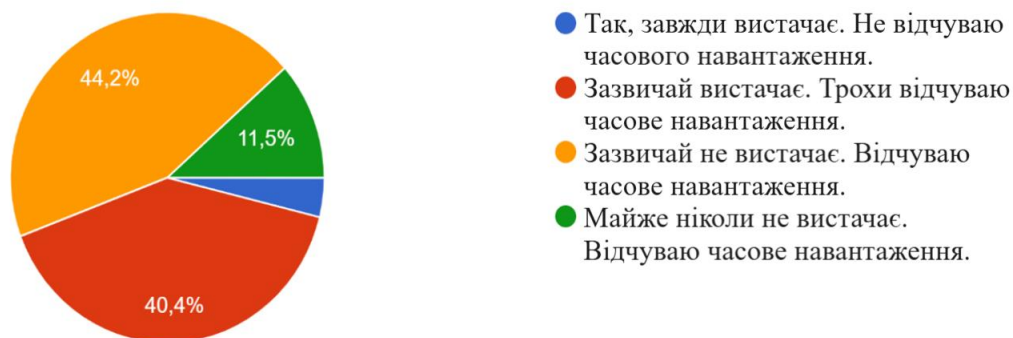 44,2%
11,5%
40,4%
Так, завжди вистачає. Не відчуваю
часового навантаження.
Зазвичай вистачає. Трохи відчуваю
часове навантаження.
Зазвичай не вистачає. Відчуваю
часове навантаження.
Майже ніколи не вистачає.
Відчуваю часове навантаження.